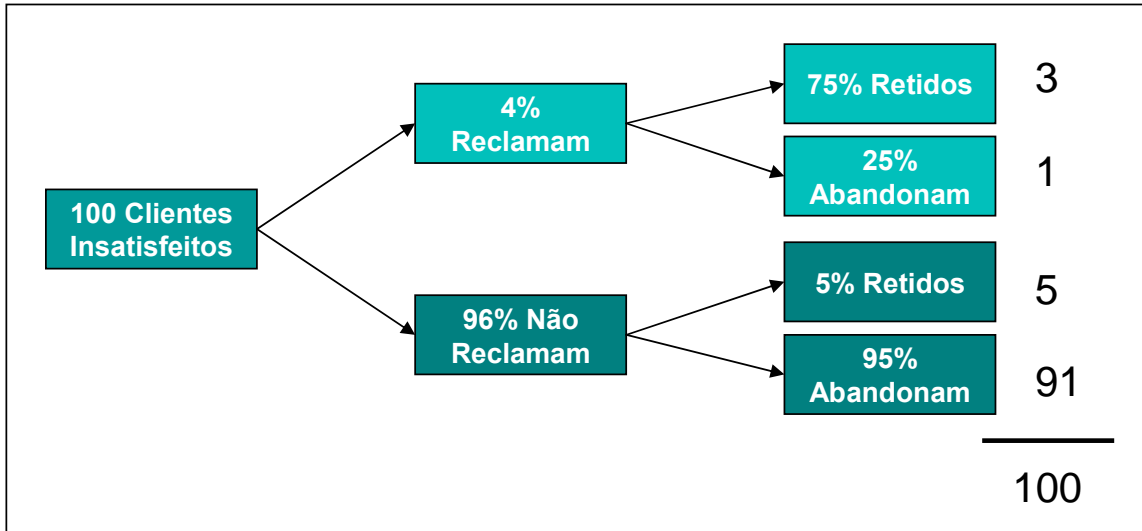 100 Clientes
Insatisfeitos
4%
Reclamam
75% Retidos
3
25%
Abandonam
1
96% Não
Reclamam
5% Retidos
5
95%
Abandonam
91
100